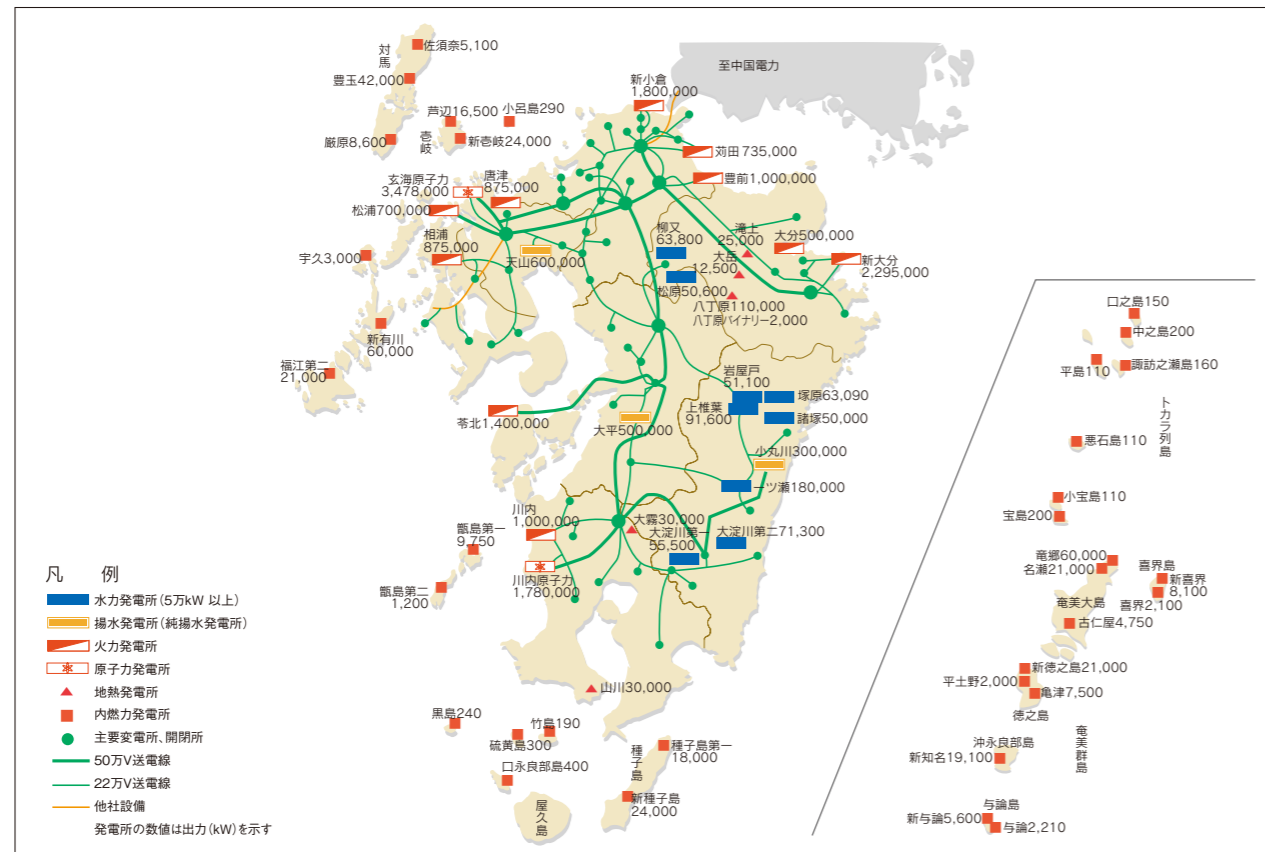 対馬
佐須奈5,100
豊玉42,000
厳原8,600
芦辺16,500
小呂島290
壱岐
新壱岐24,000
至中国電力
新小倉
1,800,000
苅田735,000
豊前1,000,000
玄海原子力
3,478,000
唐津
875,000
松浦700,000
相浦
875,000
天山600,000
宇久3,000
新有川
60,000
福江第二
21,000
柳又
63,800
松原50,600
滝上
25,000
大岳
12,500
八丁原110,000
八丁原バイナリー2,000
大分500,000
新大分
2,295,000
苓北1,400,000
大平500,000
岩屋戸
51,100
塚原63,090
上椎葉
91,600
諸塚50,000
小丸川300,000
一ツ瀬180,000
川内
1,000,000
大霧30,000
大淀川第一
55,500
大淀川第二71,300
川内原子力
1,780,000
甑島第一
9,750
甑島第二
1,200
山川30,000
黒島240
竹島190
硫黄島300
口永良部島400
屋久島
種子島
種子島第一
18,000
新種子島
24,000
口之島150
中之島200
平島110
諏訪之瀬島160
トカラ列島
悪石島110
小宝島110
宝島200
竜郷60,000
名瀬21,000
喜界島
新喜界
8,100
喜界2,100
奄美大島
古仁屋4,750
新徳之島21,000
平土野2,000
亀津7,500
徳之島
奄美群島
沖永良部島
新知名19,100
与論島
新与論5,600
与論2,210
凡 例
水力発電所(5万kW 以上)
揚水発電所(純揚水発電所)
火力発電所
原子力発電所
地熱発電所
内燃力発電所
主要変電所、開閉所
50万V送電線
22万V送電線
他社設備
発電所の数値は出力(kW)を示す